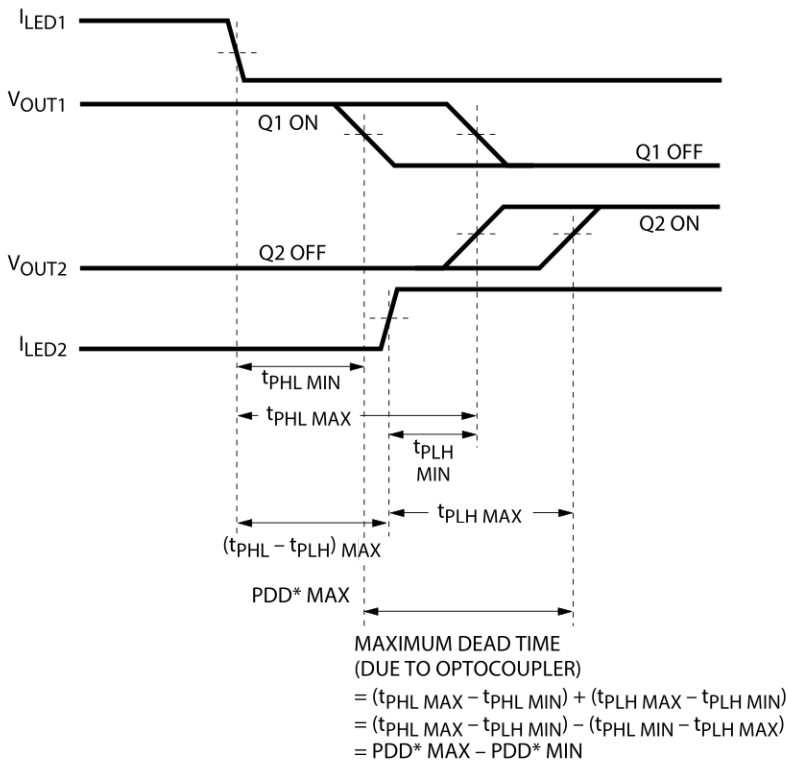 ILED1
VOUT1
Q1 ON
Q1 OFF
Q2 ON
Q2 OFF
VOUT2
ILED2
tPHL MIN
tPHL MAX
tPLH
MIN
tPLH MAX
(tPHL – tPLH) MAX
PDD* MAX
MAXIMUM DEAD TIME
(DUE TO OPTOCOUPLER)
= (tPHL MAX – tPHL MIN) + (tPLH MAX – tPLH MIN)
= (tPHL MAX – tPLH MIN) – (tPHL MIN – tPLH MAX)
= PDD* MAX – PDD* MIN